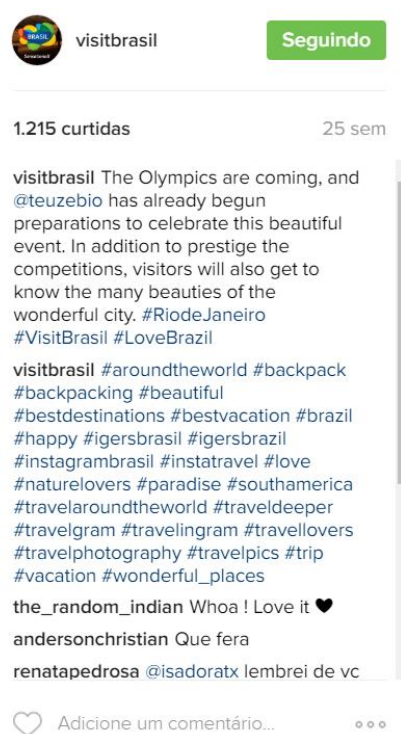 BRASIL
Sensational!
visitbrasil
Seguindo
1.215 curtidas
25 sem
visitbrasil The Olympics are coming, and
@teuzebio has already begun
preparations to celebrate this beautiful
event. In addition to prestige the
competitions, visitors will also get to
know the many beauties of the
wonderful city. #RiodeJaneiro
#VisitBrasil #LoveBrazil
visitbrasil #aroundtheworld #backpack
#backpacking #beautiful
#bestdestinations #bestvacation #brazil
#happy #igersbrasil #igersbrazil
#instagrambrasil #instatravel #love
#naturelovers #paradise #southamerica
#travelaroundtheworld #traveldeeper
#travelgram #travelingram #travellovers
#travelphotography #travelpics #trip
#vacation #wonderful_places
the_random_indian Whoa ! Love it 🖤
andersonchristian Que fera
renatapedrosa @isadoratx lembrei de vc
Adicione um comentário...